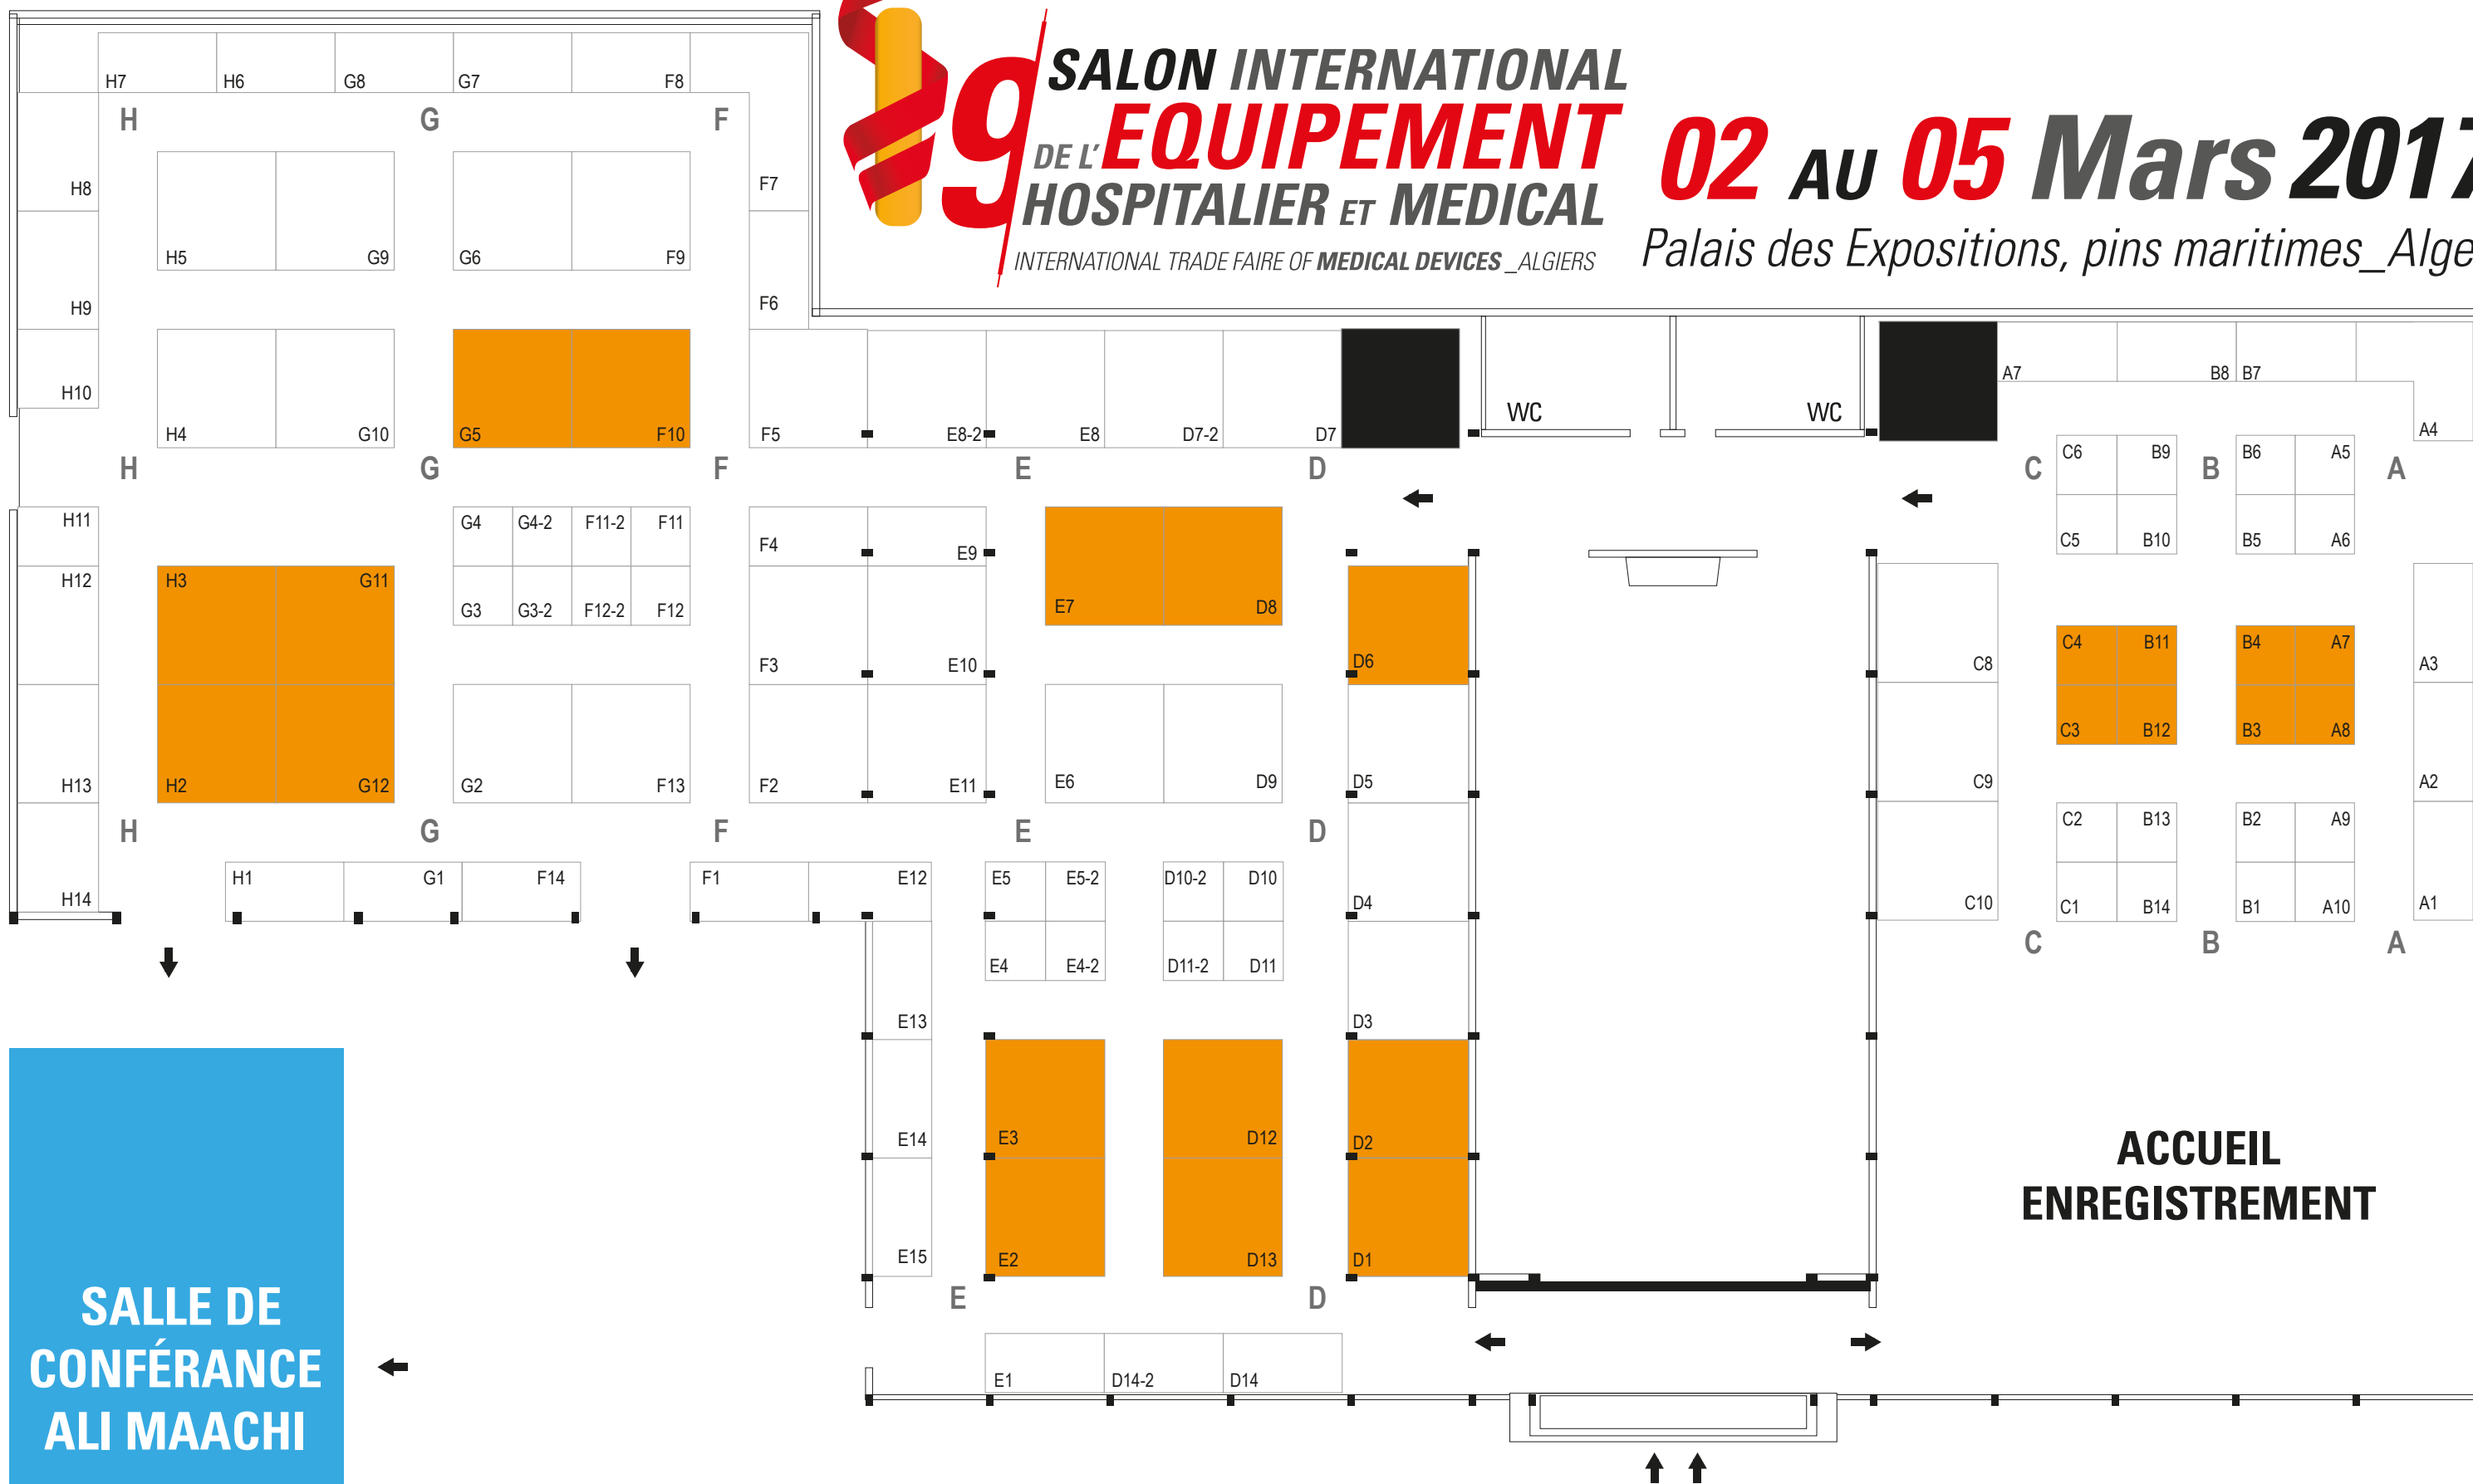 19
SALON INTERNATIONAL
DE L' EQUIPEMENT
HOSPITALIER ET MEDICAL
INTERNATIONAL TRADE FAIRE OF MEDICAL DEVICES _ALGIERS
02 AU 05 Mars 2017
Palais des Expositions, pins maritimes_Alge
H7 H6 G8 G7 F8
H G F
H8 F7
H5 G9 G6 F9
H9 F6
H10 A7 B8 B7
WC WC
H4 G10 G5 F10 F5 E8-2 E8 D7-2 D7 A4
C6 B9 B6 A5
H G F E D C B A
H11 G4 G4-2 F11-2 F11 F4 E9 C5 B10 B5 A6
H12 H3 G11 G3 G3-2 F12-2 F12 E7 D8
F3 E10 D6 C8 C4 B11 B4 A7 A3
C3 B12 B3 A8
H13 H2 G12 G2 F13 F2 E11 E6 D9 D5 C9 A2
H G F E D C2 B13 B2 A9
H1 G1 F14 F1 E12 E5 E5-2 D10-2 D10
H14 D4 C10 C1 B14 B1 A10 A1
C B A
E4 E4-2 D11-2 D11
E13 D3
E14 E3 D12 D2
ACCUEIL
ENREGISTREMENT
E15 E2 D13 D1
E D
E1 D14-2 D14
SALLE DE
CONFÉRANCE
ALI MAACHI